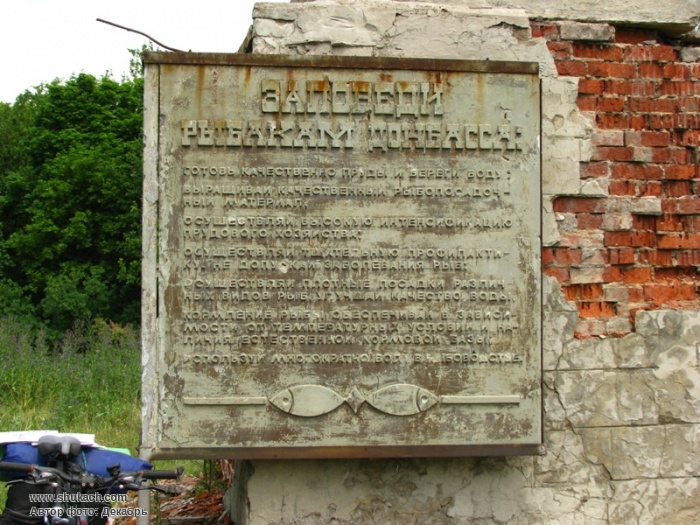 ЗАПОВЕДИ
РЫБАКАМ ДОНБАССА:
ГОТОВЬ КАЧЕСТВЕННО ПРУДЫ И БЕРЕГИ ВОДУ;
ВЫРАЩИВАЙ КАЧЕСТВЕННЫЙ РЫБОПОСАДОЧ-
НЫЙ МАТЕРИАЛ;
ОСУЩЕСТВЛЯЙ ВЫСОКУЮ ИНТЕНСИФИКАЦИЮ
ПРУДОВОГО ХОЗЯЙСТВА;
ОСУЩЕСТВЛЯЙ ТЩАТЕЛЬНУЮ ПРОФИЛАКТИ-
КУ И НЕ ДОПУСКАЙ ЗАБОЛЕВАНИЯ РЫБ;
ОСУЩЕСТВЛЯЙ ПЛОТНЫЕ ПОСАДКИ РАЗЛИЧ-
НЫХ ВИДОВ РЫБ, УЛУЧШАЙ КАЧЕСТВО ВОДЫ,
КОРМЛЕНИЕ РЫБЫ ОБЕСПЕЧИВАЙ В ЗАВИСИ-
МОСТИ ОТ ТЕМПЕРАТУРНЫХ УСЛОВИЙ И НА-
ЛИЧИЯ ЕСТЕСТВЕННОЙ КОРМОВОЙ БАЗЫ;
ИСПОЛЬЗУЙ МНОГОКРАТНО ВОДУ В РЫБОВОДСТВЕ.
www.shukach.com
Автор фото: Декабрь